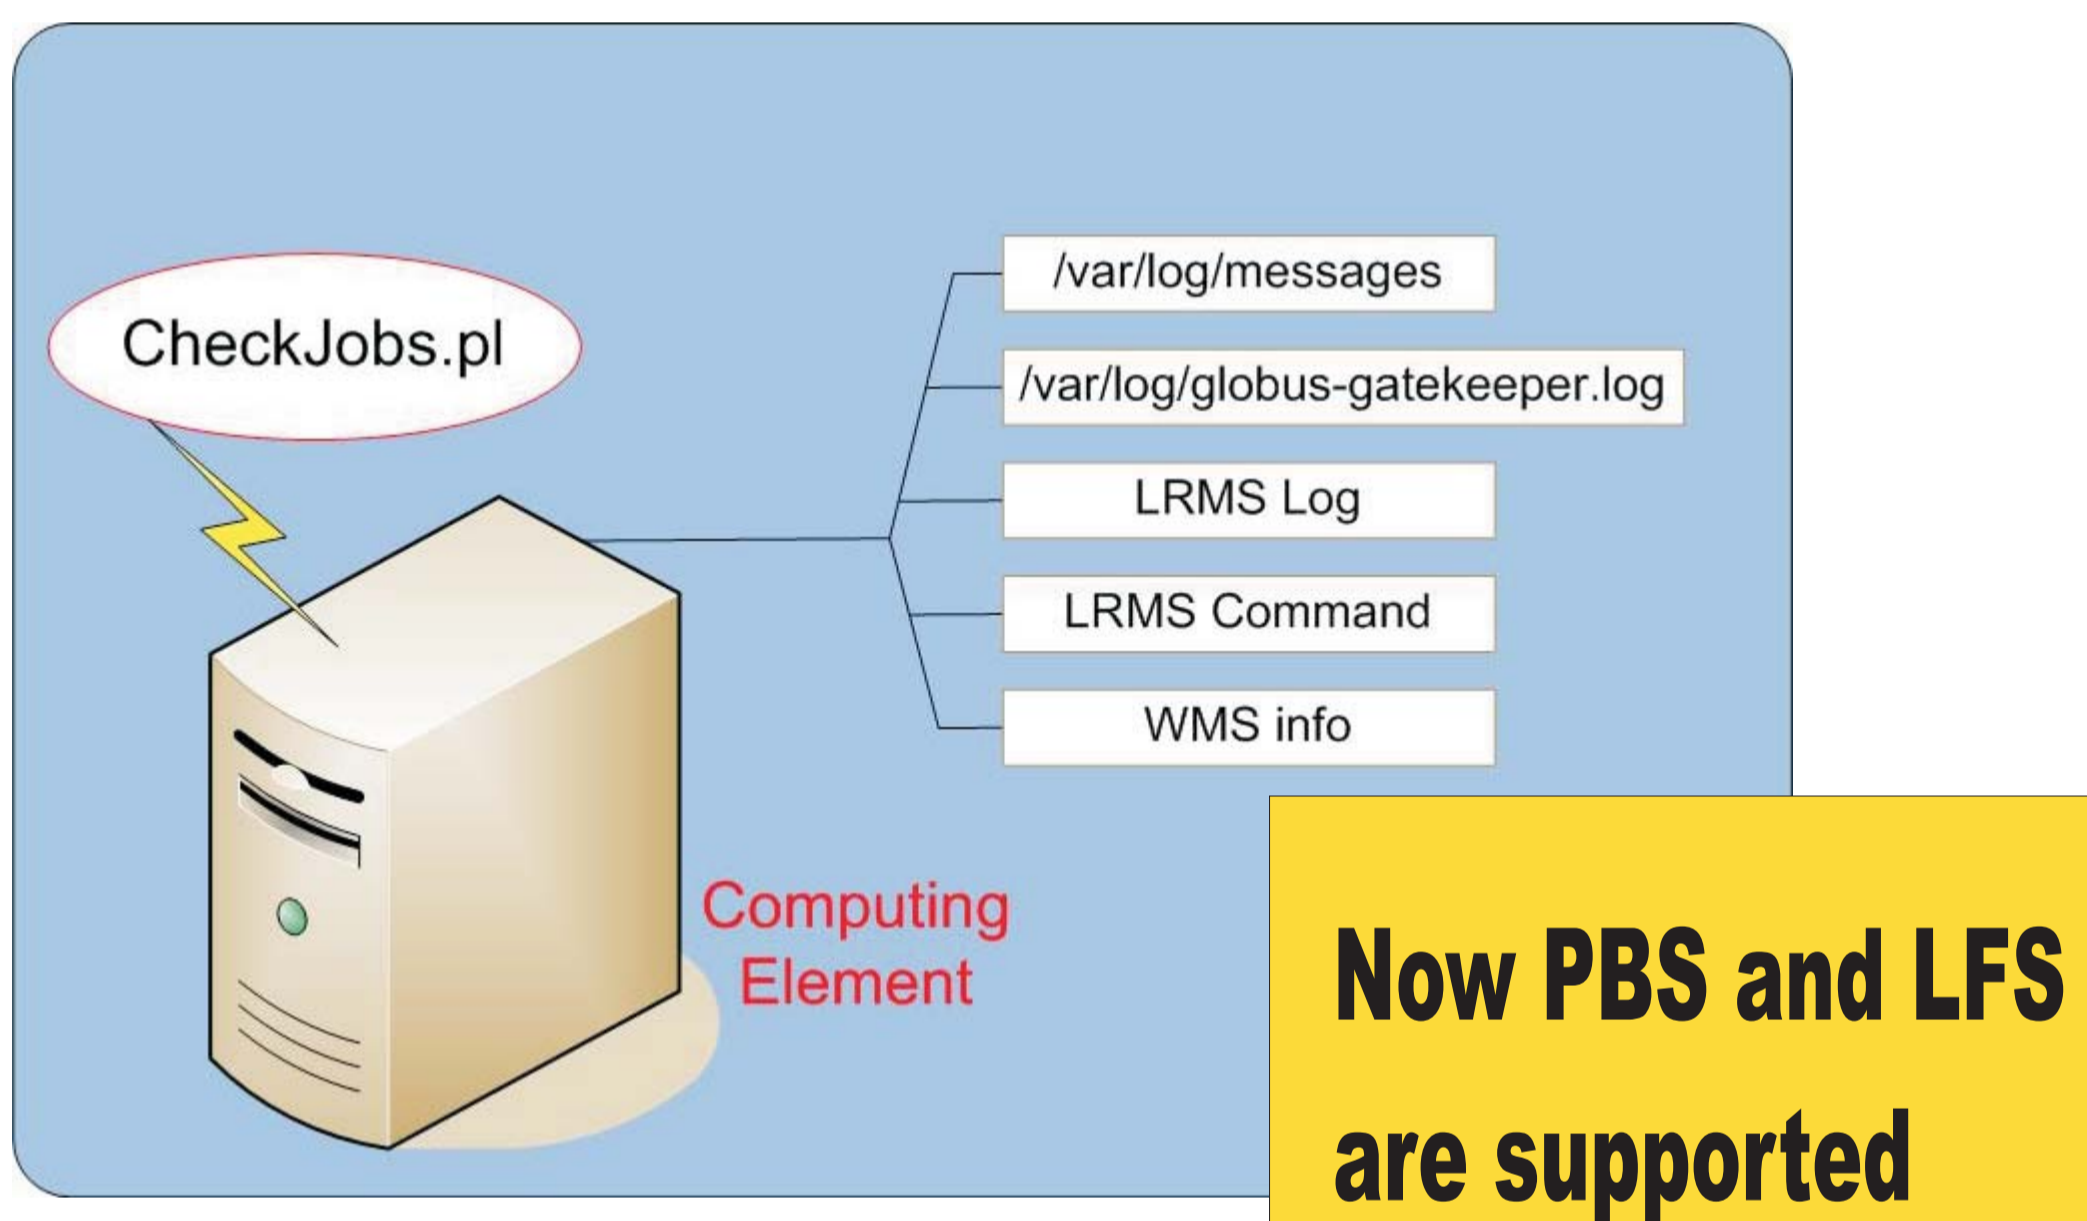 CheckJobs.pl
/var/log/messages
/var/log/globus-gatekeeper.log
LRMS Log
LRMS Command
WMS info
Computing
Element
Now PBS and LFS
are supported